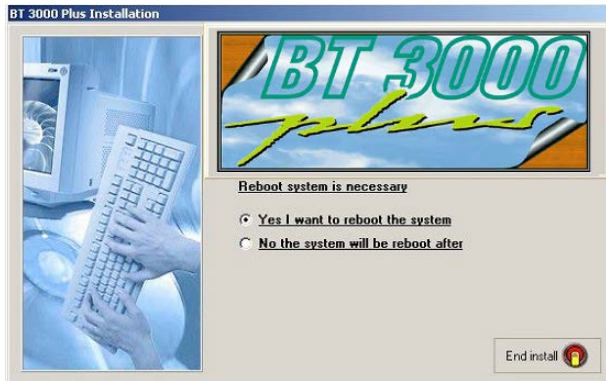 BT 3000 Plus Installation
BT 3000
plus
Reboot system is necessary
Yes I want to reboot the system
No the system will be reboot after
End install